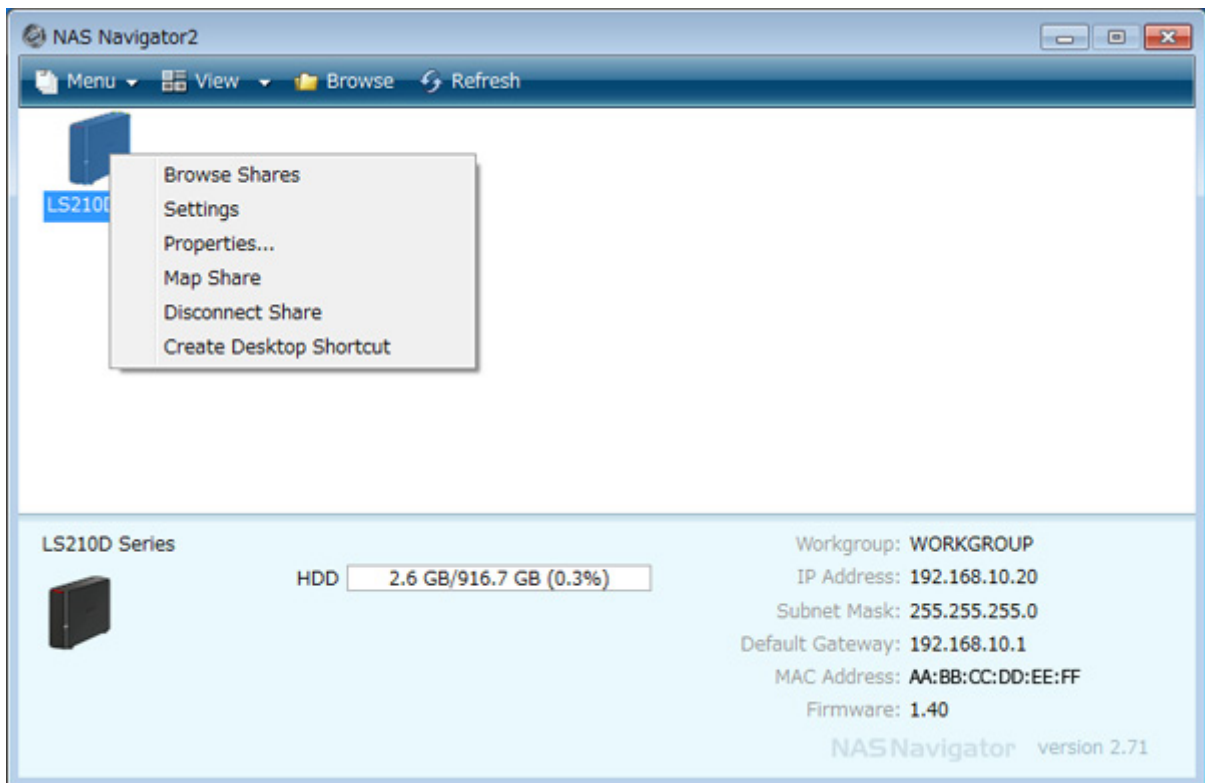 NAS Navigator2
Menu View Browse Refresh
LS210D
Browse Shares
Settings
Properties...
Map Share
Disconnect Share
Create Desktop Shortcut
LS210D Series
HDD 2.6 GB/916.7 GB (0.3%)
Workgroup: WORKGROUP
IP Address: 192.168.10.20
Subnet Mask: 255.255.255.0
Default Gateway: 192.168.10.1
MAC Address: AA:BB:CC:DD:EE:FF
Firmware: 1.40
NASNavigator version 2.71